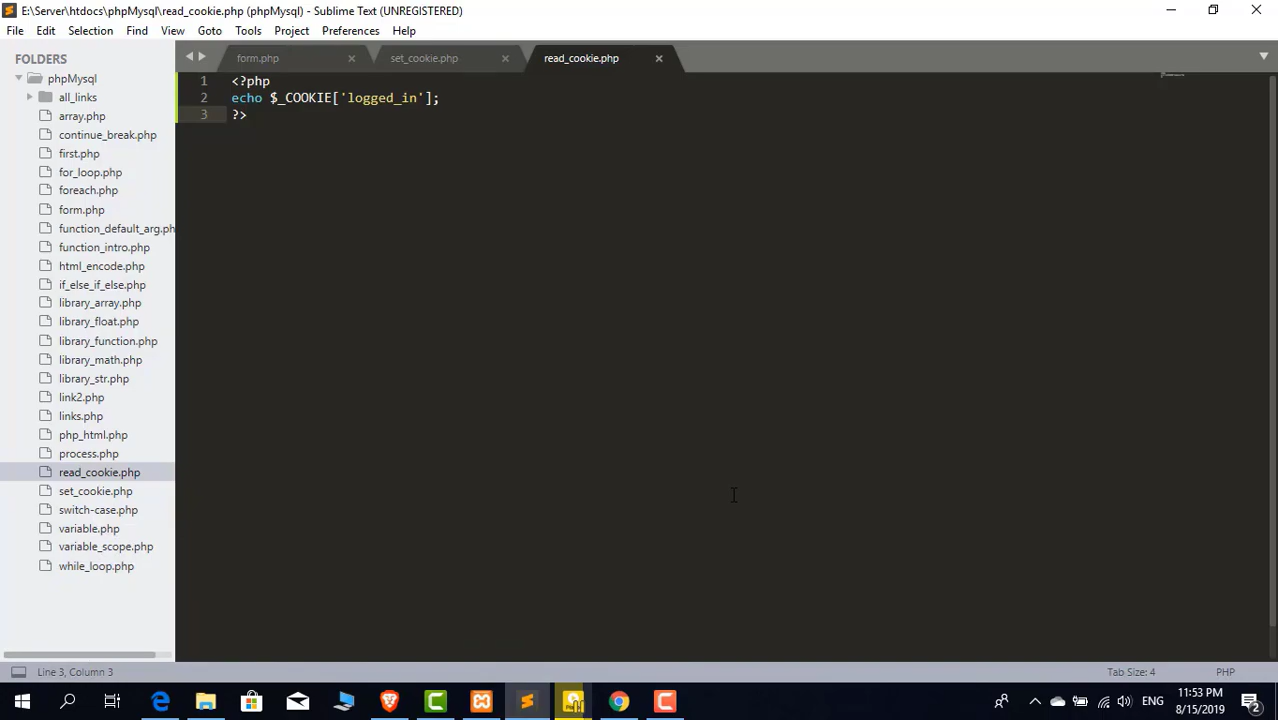 E:\Server\htdocs\phpMysql\read_cookie.php (phpMysql) - Sublime Text (UNREGISTERED)
File Edit Selection Find View Goto Tools Project Preferences Help
FOLDERS
phpMysql
all_links
array.php
continue_break.php
first.php
for_loop.php
foreach.php
form.php
function_default_arg.ph
function_intro.php
html_encode.php
if_else_if_else.php
library_array.php
library_float.php
library_function.php
library_math.php
library_str.php
link2.php
links.php
php_html.php
process.php
read_cookie.php
set_cookie.php
switch-case.php
variable.php
variable_scope.php
while_loop.php
form.php set_cookie.php read_cookie.php
1 <?php
2 echo $_COOKIE['logged_in'];
3 ?>
Line 3, Column 3 Tab Size: 4 PHP
ENG
11:53 PM
8/15/2019
2